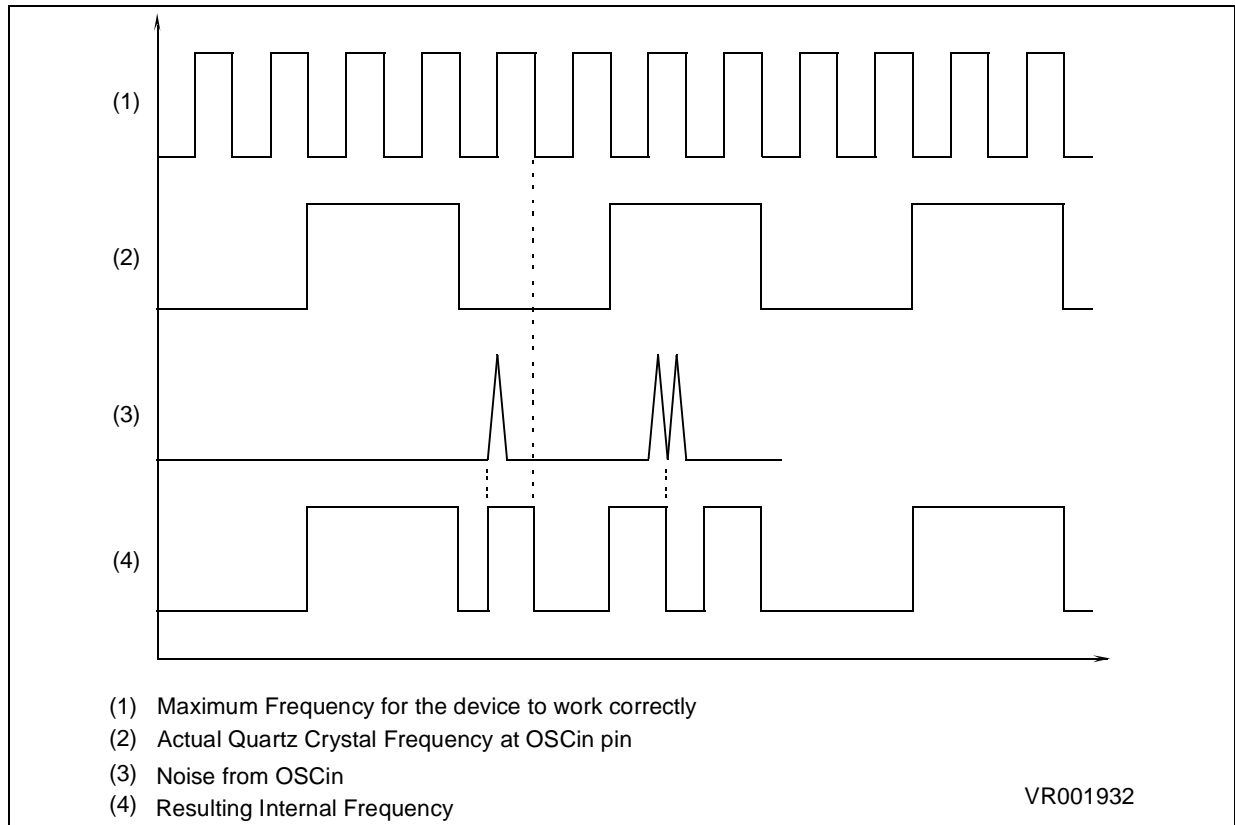 (1)
(2)
(3)
(4)
(1) Maximum Frequency for the device to work correctly
(2) Actual Quartz Crystal Frequency at OSCin pin
(3) Noise from OSCin
(4) Resulting Internal Frequency
VR001932